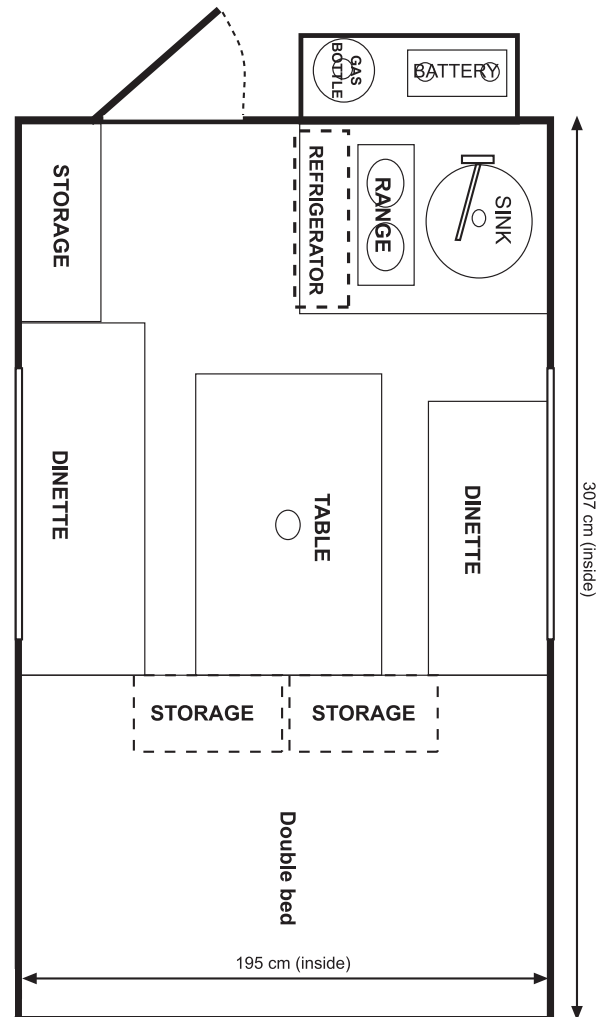 GAS
BOTTLE
BATTERY
STORAGE
REFRIGERATOR
RANGE
SINK
DINETTE
TABLE
DINETTE
307 cm (inside)
STORAGE
STORAGE
Double bed
195 cm (inside)